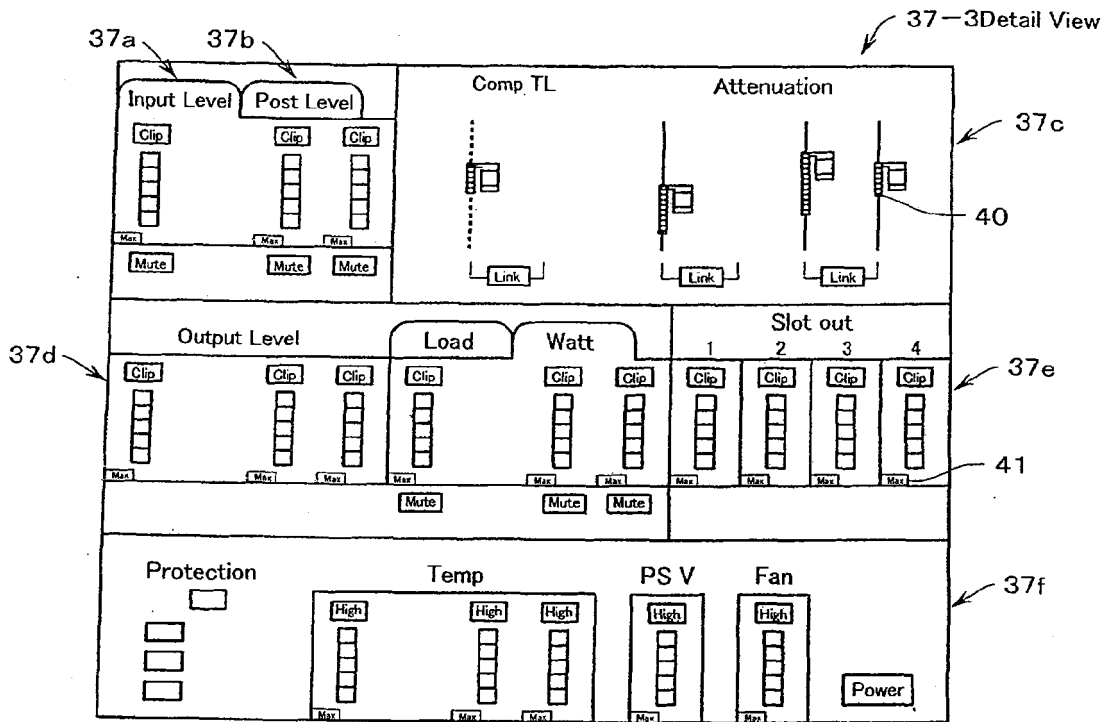 37-3Detail View
37a 37b
Comp TL Attenuation
Input Level Post Level
37c
Clip Clip Clip
40
Max Max Max
Mute Mute Mute
Link Link Link
Slot out
Output Level Load Watt
1 2 3 4
37d
37e
Clip Clip Clip Clip Clip Clip Clip Clip Clip Clip
41
Max Max Max Max Max Max Max Max Max Max
Mute Mute Mute
Protection Temp PS V Fan
37f
High High High High High
Power
Max Max Max Max Max